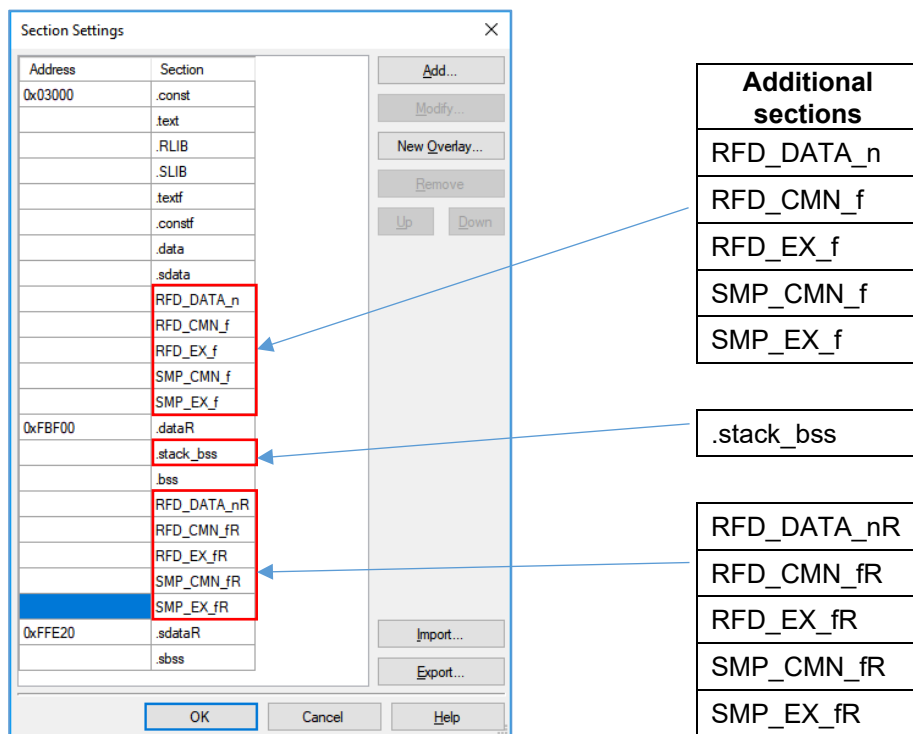 Section Settings
Address Section
0x03000 .const
.text
.RLIB
.SLIB
.textf
.constf
.data
.sdata
RFD_DATA_n
RFD_CMN_f
RFD_EX_f
SMP_CMN_f
SMP_EX_f
0xFBF00 .dataR
.stack_bss
.bss
RFD_DATA_nR
RFD_CMN_fR
RFD_EX_fR
SMP_CMN_fR
SMP_EX_fR
0xFFE20 .sdataR
.sbss
Add...
Modify...
New Overlay...
Remove
Up Down
Import...
Export...
OK Cancel Help
Additional
sections
RFD_DATA_n
RFD_CMN_f
RFD_EX_f
SMP_CMN_f
SMP_EX_f
.stack_bss
RFD_DATA_nR
RFD_CMN_fR
RFD_EX_fR
SMP_CMN_fR
SMP_EX_fR